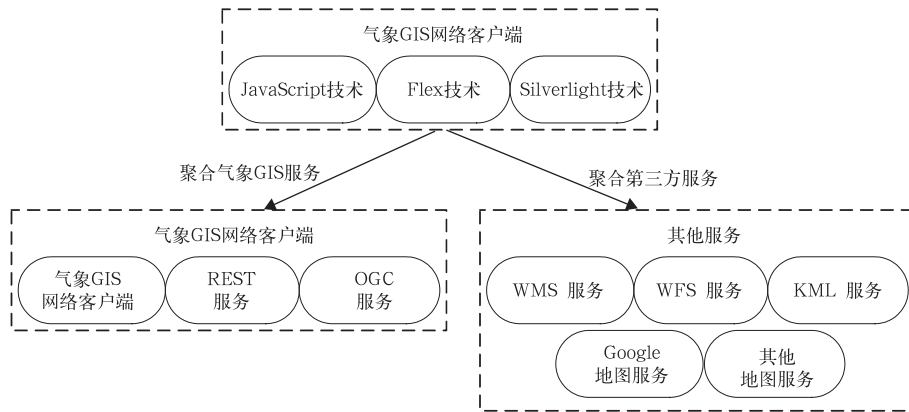 气象GIS网络客户端
JavaScript技术
Flex技术
Silverlight技术
聚合气象GIS服务
聚合第三方服务
气象GIS网络客户端
气象GIS
网络客户端
REST
服务
OGC
服务
其他服务
WMS 服务
WFS 服务
KML 服务
Google
地图服务
其他
地图服务